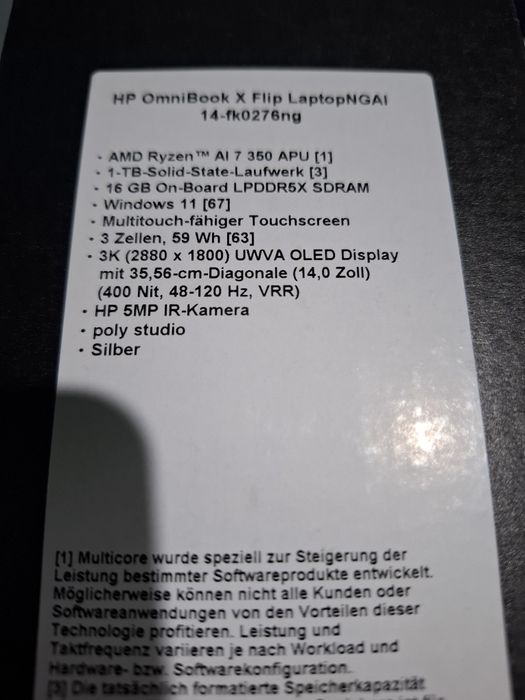 HP OmniBook X Flip LaptopNGAI
14-fk0276ng
· AMD Ryzen™ AI 7 350 APU [1]
· 1-TB-Solid-State-Laufwerk [3]
· 16 GB On-Board LPDDR5X SDRAM
· Windows 11 [67]
· Multitouch-fähiger Touchscreen
· 3 Zellen, 59 Wh [63]
· 3K (2880 x 1800) UWVA OLED Display
mit 35,56-cm-Diagonale (14,0 Zoll)
(400 Nit, 48-120 Hz, VRR)
· HP 5MP IR-Kamera
· poly studio
· Silber
[1] Multicore wurde speziell zur Steigerung der
Leistung bestimmter Softwareprodukte entwickelt.
Möglicherweise können nicht alle Kunden oder
Softwareanwendungen von den Vorteilen dieser
Technologie profitieren. Leistung und
Taktfrequenz variieren je nach Workload und
Hardware- bzw. Softwarekonfiguration.
[3] Die tatsächlich formatierte Speicherkapazität